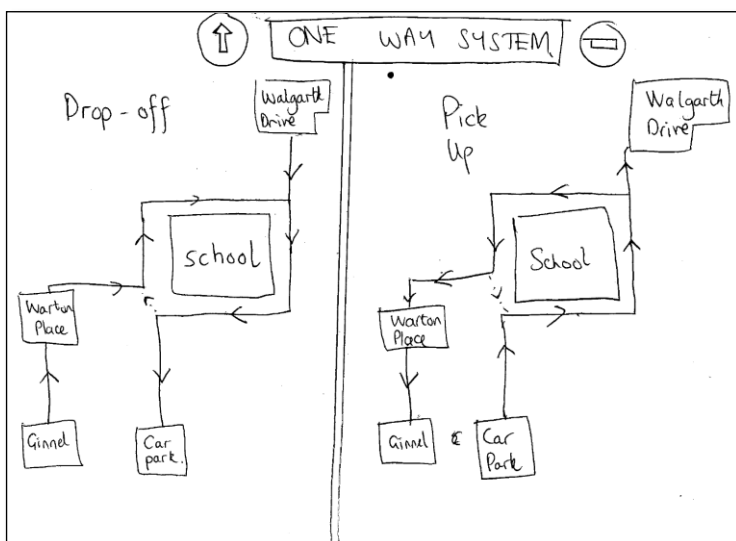 ONE WAY SYSTEM
Drop-off
Walgarth
Drive
School
Warton
Place
Ginnel
Car
park.
Pick
Up
Walgarth
Drive
School
Warton
Place
Ginnel
Car
Park